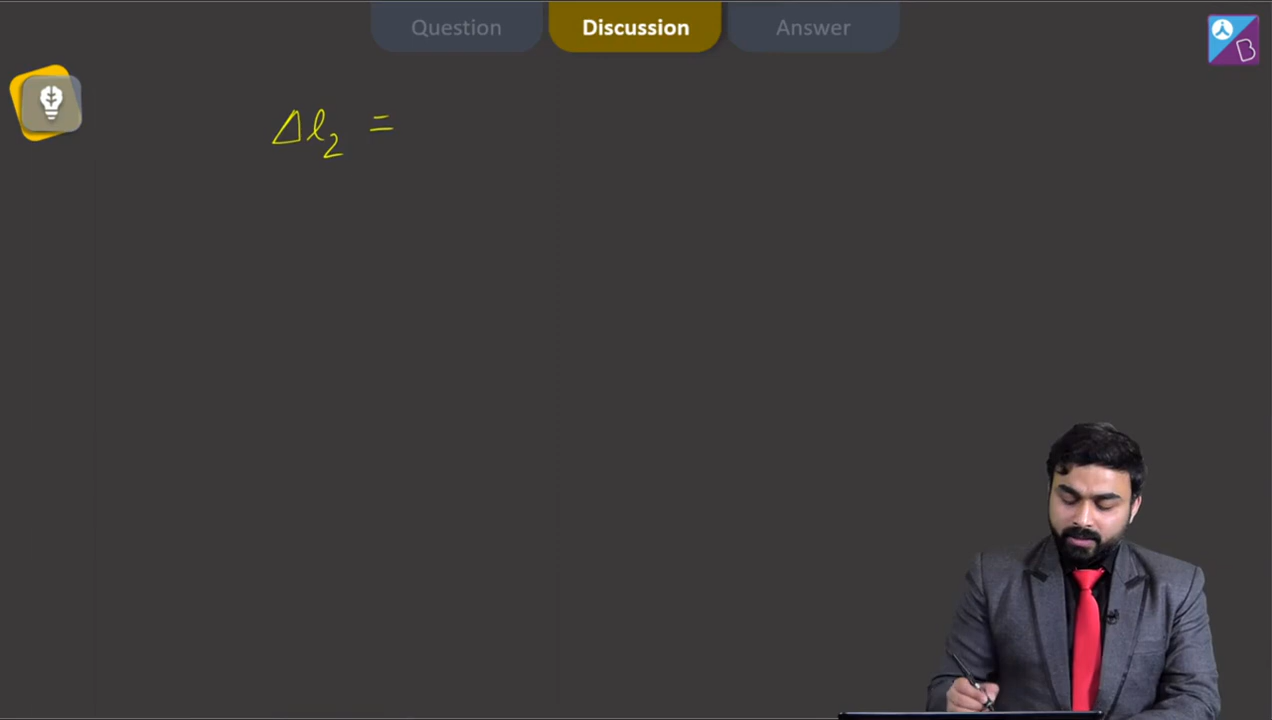 Question Discussion Answer
Δl₂ =